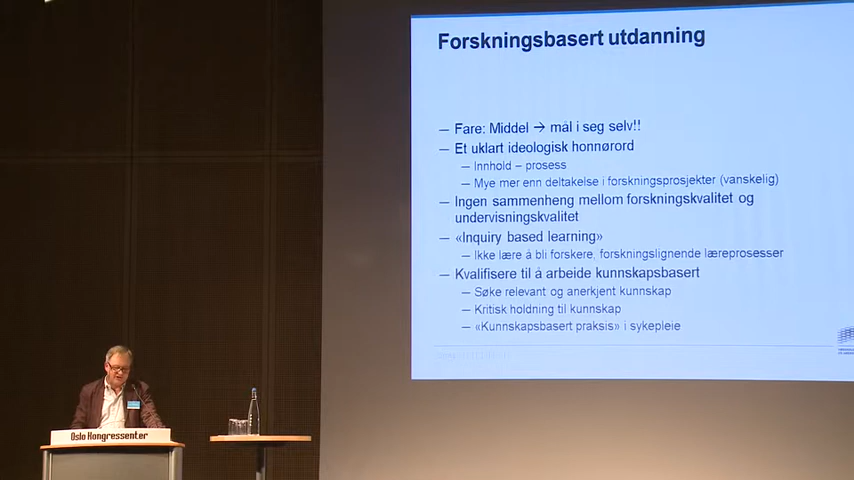 Forskningsbasert utdanning
– Fare: Middel → mål i seg selv!!
– Et uklart ideologisk honnørord
– Innhold – prosess
– Mye mer enn deltakelse i forskningsprosjekter (vanskelig)
– Ingen sammenheng mellom forskningskvalitet og
undervisningskvalitet
– «Inquiry based learning»
– Ikke lære å bli forskere, forskningslignende læreprosesser
– Kvalifisere til å arbeide kunnskapsbasert
– Søke relevant og anerkjent kunnskap
– Kritisk holdning til kunnskap
– «Kunnskapsbasert praksis» i sykepleie
Oslo Kongressenter